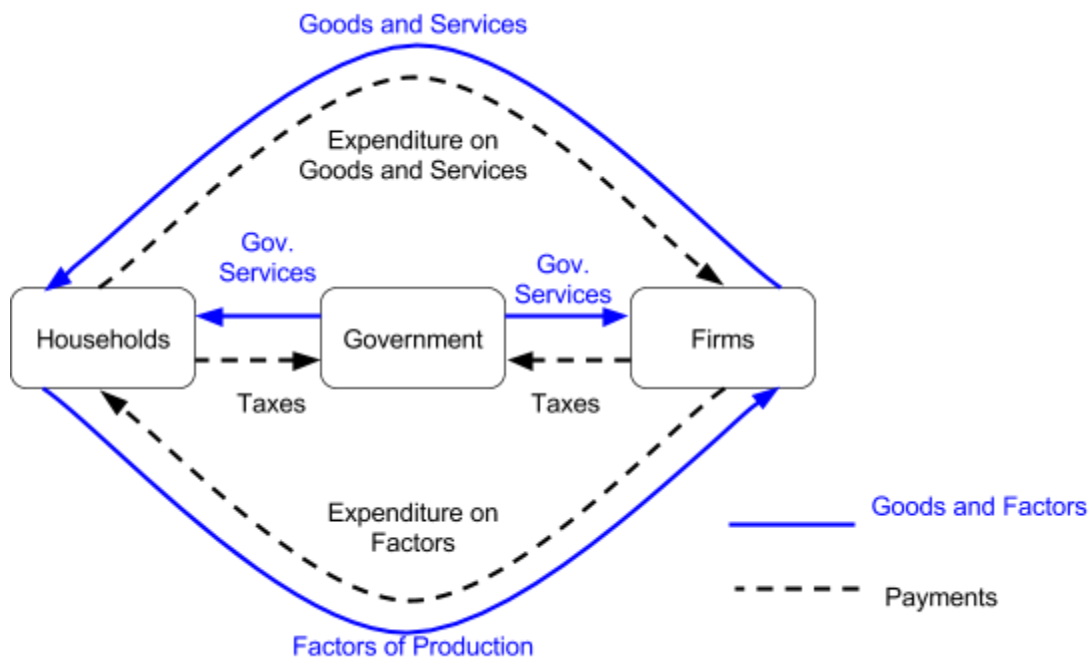 Goods and Services
Expenditure on
Goods and Services
Gov.
Services
Gov.
Services
Households
Government
Firms
Taxes
Taxes
Expenditure on
Factors
Goods and Factors
Payments
Factors of Production